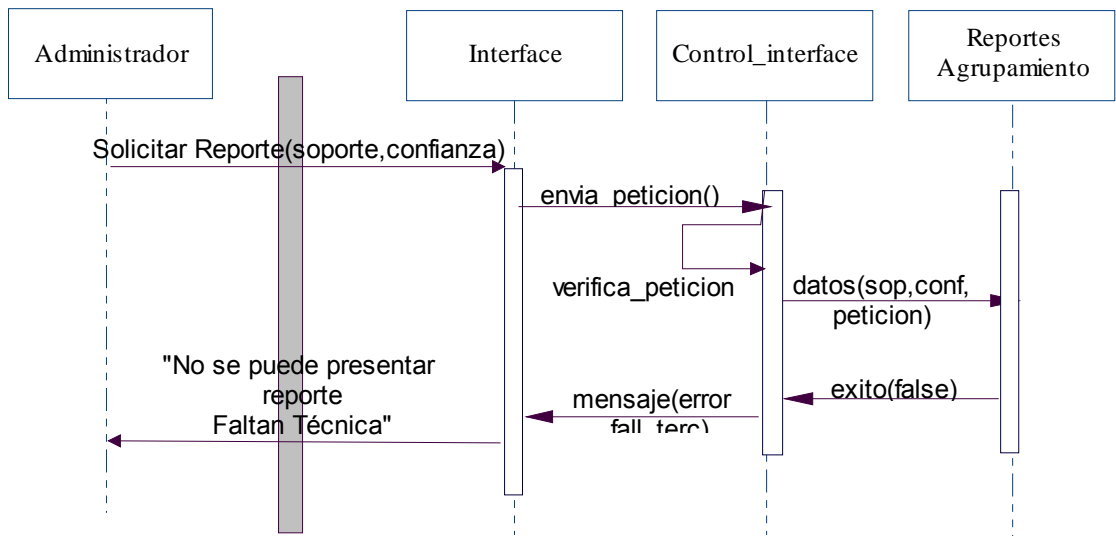 Administrador
Interface
Control_interface
Reportes
Agrupamiento
Solicitar Reporte(soporte,confianza)
envia_peticion()
verifica_peticion
datos(sop,conf,
peticion)
"No se puede presentar
reporte
Faltan Técnica"
mensaje(error
fall_terc)
exito(false)